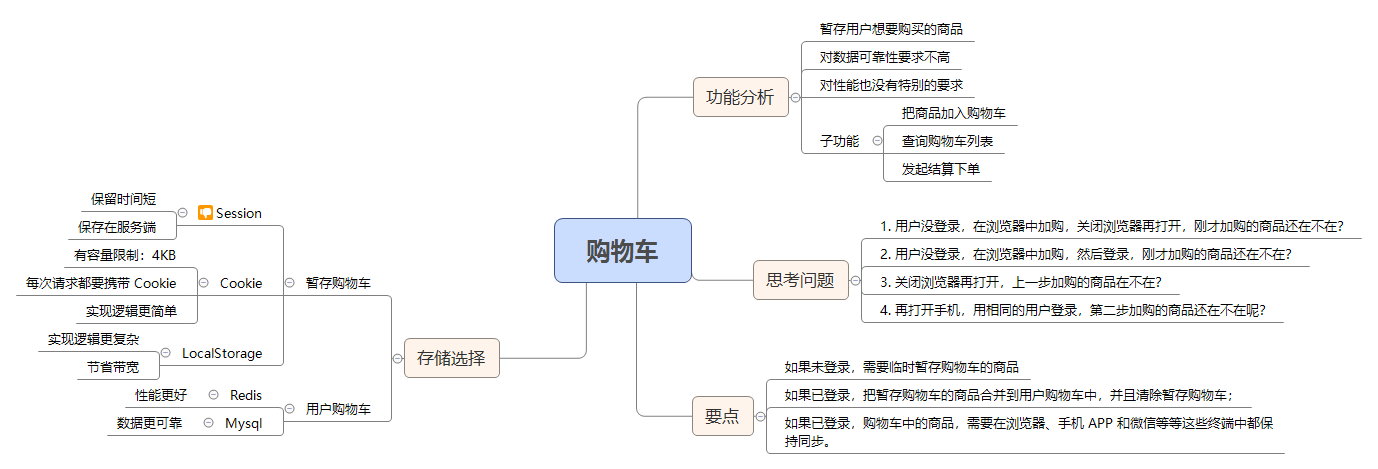 购物车
功能分析
暂存用户想要购买的商品
对数据可靠性要求不高
对性能也没有特别的要求
子功能
把商品加入购物车
查询购物车列表
发起结算下单
思考问题
1. 用户没登录，在浏览器中加购，关闭浏览器再打开，刚才加购的商品还在不在？
2. 用户没登录，在浏览器中加购，然后登录，刚才加购的商品还在不在？
3. 关闭浏览器再打开，上一步加购的商品在不在？
4. 再打开手机，用相同的用户登录，第二步加购的商品还在不在呢？
要点
如果未登录，需要临时暂存购物车的商品
如果已登录，把暂存购物车的商品合并到用户购物车中，并且清除暂存购物车；
如果已登录，购物车中的商品，需要在浏览器、手机 APP 和微信等等这些终端中都保
持同步。
存储选择
暂存购物车
Session
保留时间短
保存在服务端
Cookie
有容量限制：4KB
每次请求都要携带 Cookie
实现逻辑更简单
LocalStorage
实现逻辑更复杂
节省带宽
用户购物车
Redis
性能更好
Mysql
数据更可靠